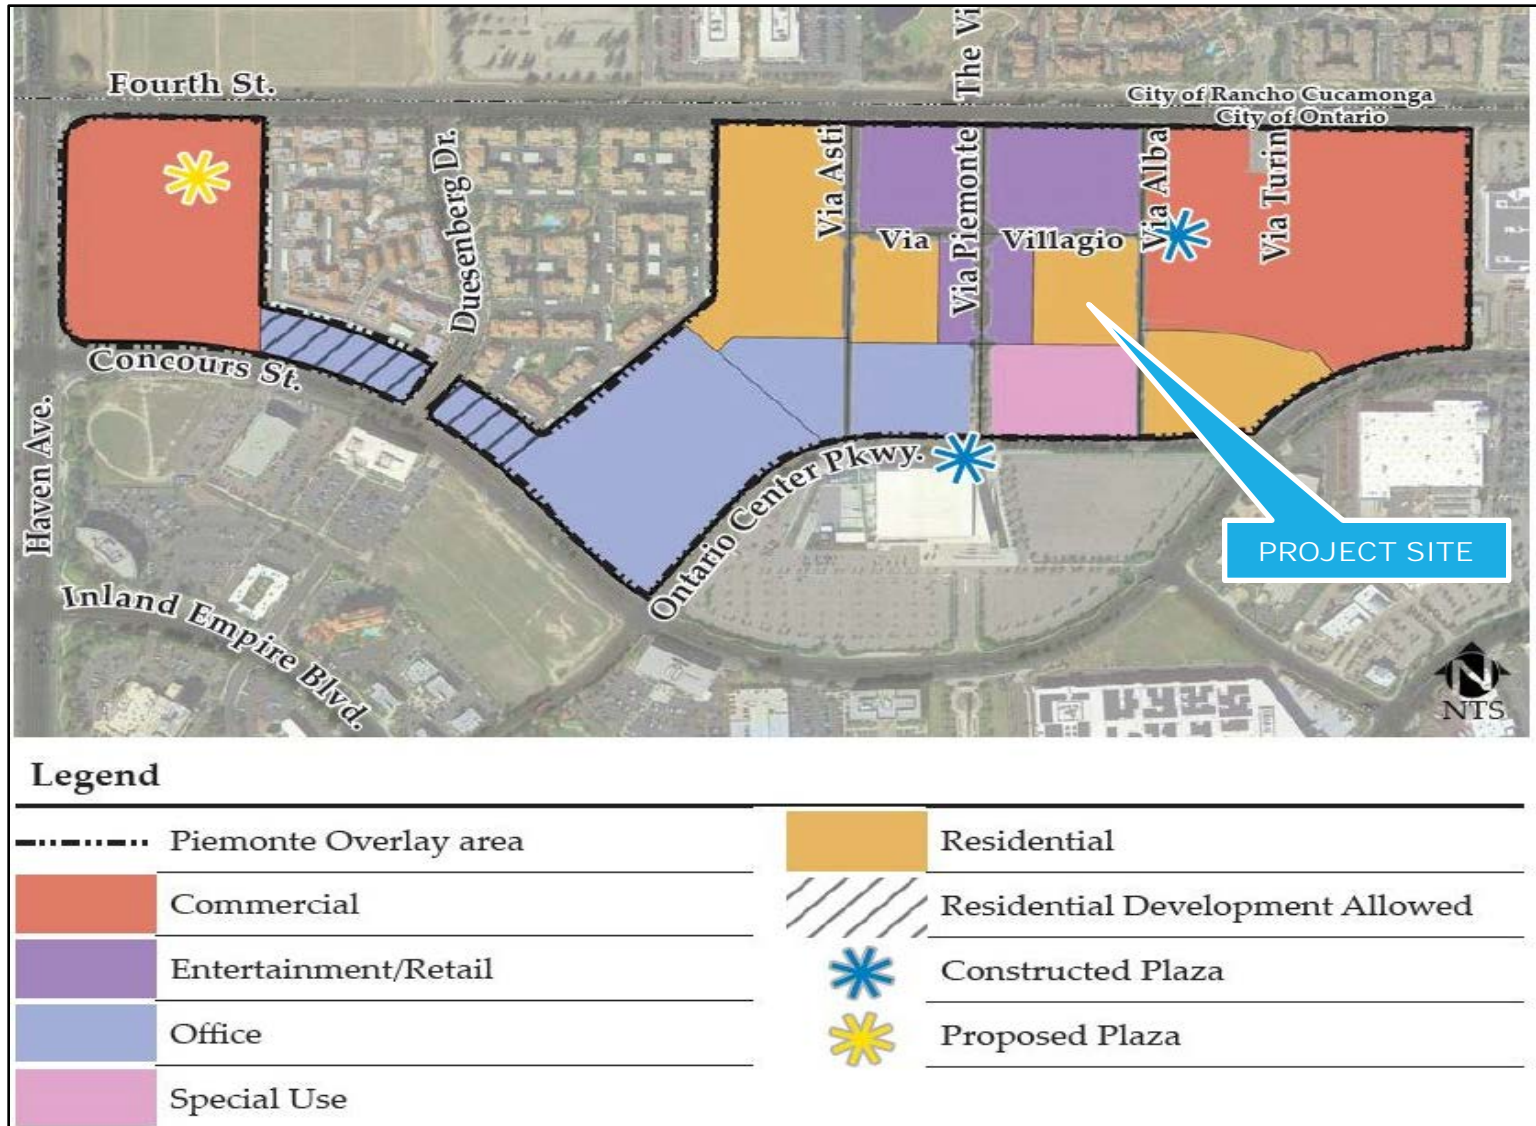 The Vi
Fourth St.
City of Rancho Cucamonga
City of Ontario
Duesenberg Dr.
Via Asti
Via Piemonte
Via Alba
Via Turin
Via Villagio
Concours St.
Haven Ave.
Ontario Center Pkwy.
PROJECT SITE
Inland Empire Blvd.
N
NTS
Legend
Piemonte Overlay area
Residential
Commercial
Residential Development Allowed
Entertainment/Retail
Constructed Plaza
Office
Proposed Plaza
Special Use